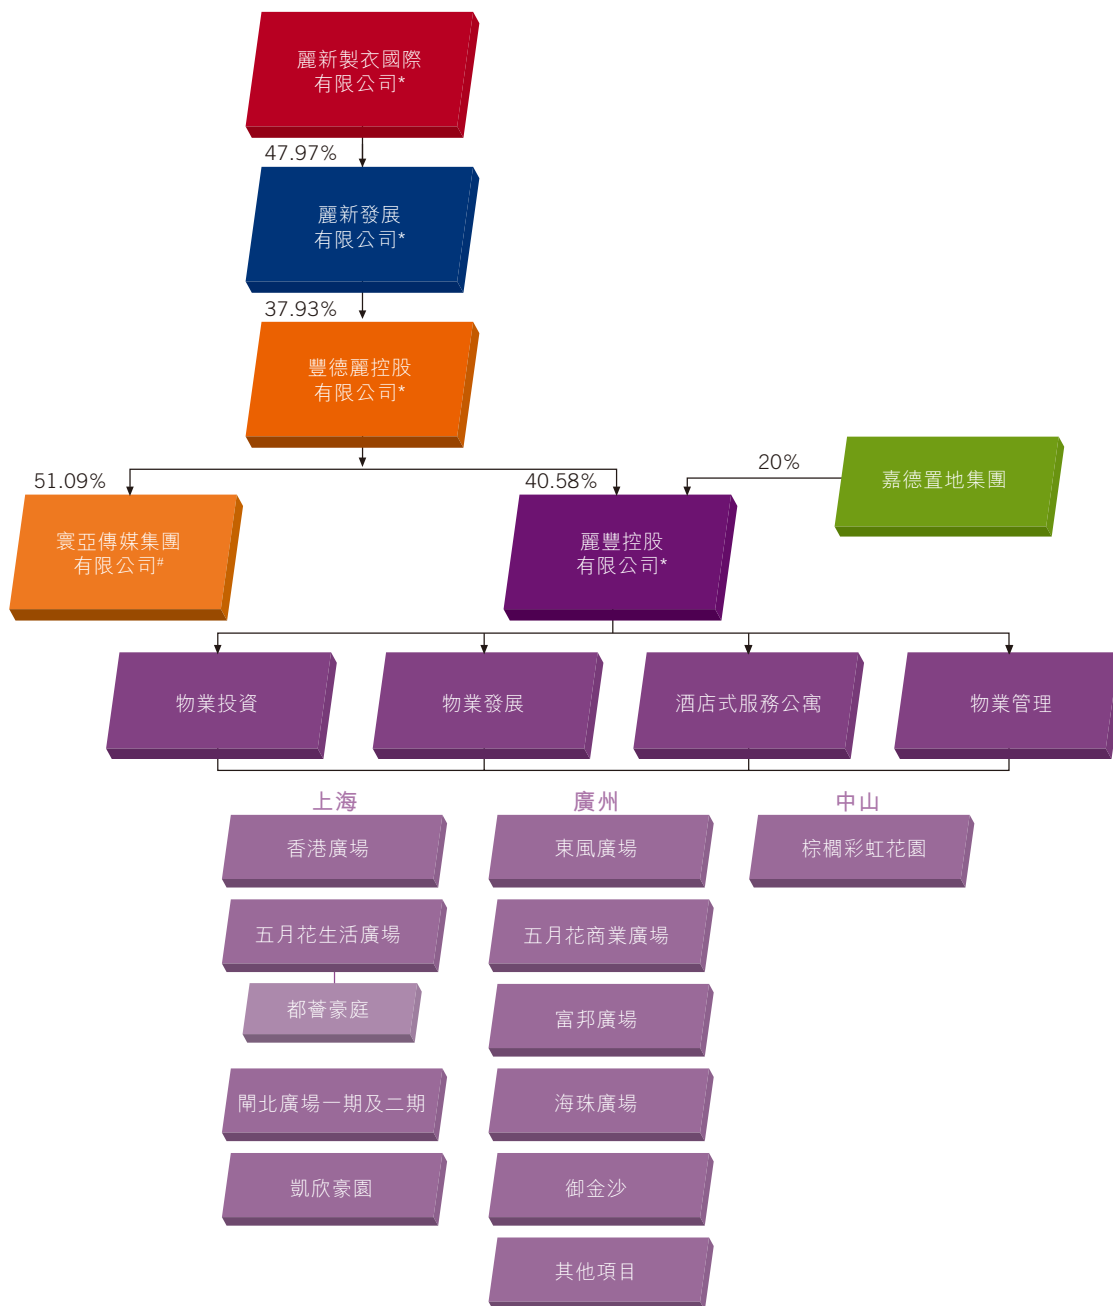 麗新製衣國際
有限公司*
47.97%
麗新發展
有限公司*
37.93%
豐德麗控股
有限公司*
51.09%
40.58%
20%
嘉德置地集團
寰亞傳媒集團
有限公司#
麗豐控股
有限公司*
物業投資
物業發展
酒店式服務公寓
物業管理
上海
廣州
中山
香港廣場
東風廣場
棕櫚彩虹花園
五月花生活廣場
五月花商業廣場
都薈豪庭
富邦廣場
閘北廣場一期及二期
海珠廣場
凱欣豪園
御金沙
其他項目